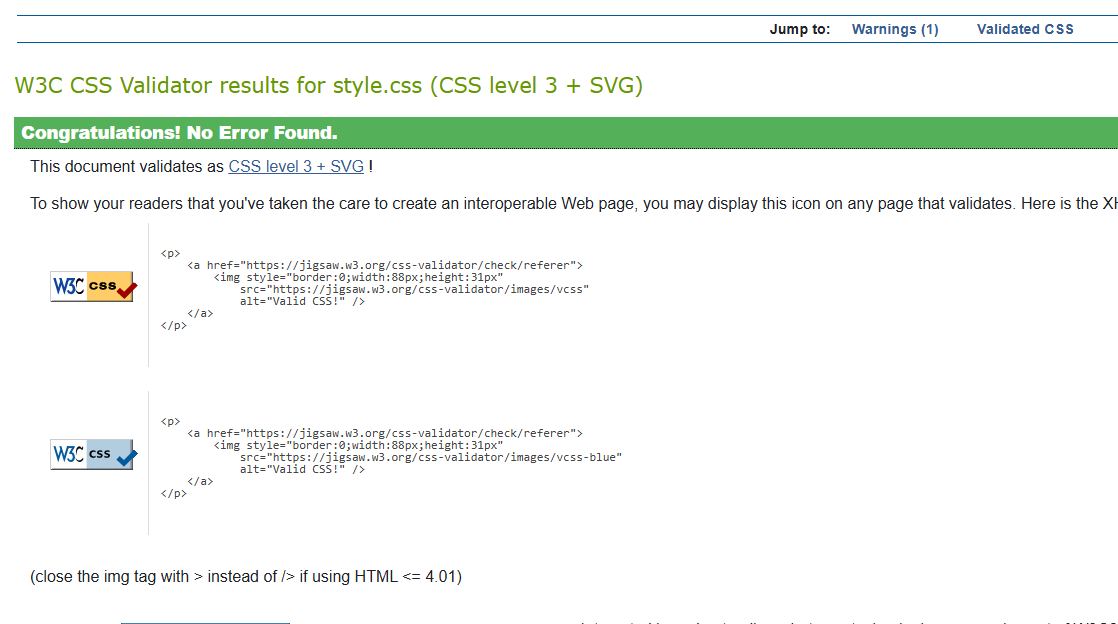 Jump to: Warnings (1) Validated CSS
W3C CSS Validator results for style.css (CSS level 3 + SVG)
Congratulations! No Error Found.
This document validates as CSS level 3 + SVG !
To show your readers that you've taken the care to create an interoperable Web page, you may display this icon on any page that validates. Here is the
<p>
<a href="https://jigsaw.w3.org/css-validator/check/referer">
<img style="border:0;width:88px;height:31px"
W3C css
src="https://jigsaw.w3.org/css-validator/images/vcss"
alt="Valid CSS!" />
</a>
</p>
<p>
<a href="https://jigsaw.w3.org/css-validator/check/referer">
<img style="border:0;width:88px;height:31px"
W3C css
src="https://jigsaw.w3.org/css-validator/images/vcss-blue"
alt="Valid CSS!" />
</a>
</p>
(close the img tag with > instead of /> if using HTML <= 4.01)